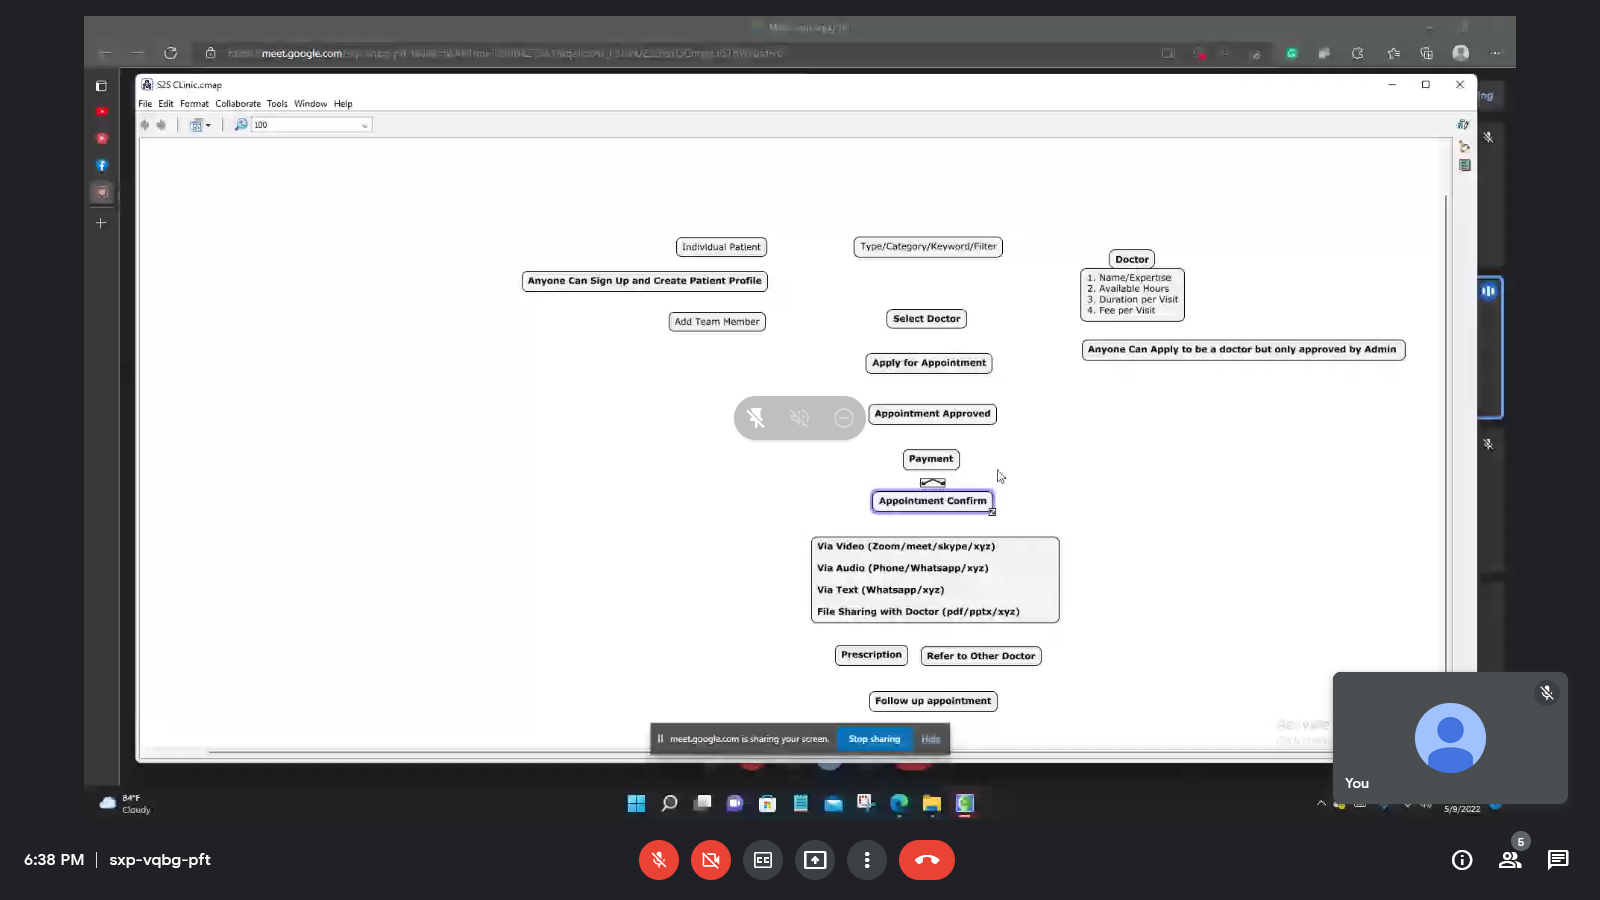 meet.google.com
S2S CLinic.cmap
File Edit Format Collaborate Tools Window Help
100
Individual Patient
Type/Category/Keyword/Filter
Doctor
Anyone Can Sign Up and Create Patient Profile
1. Name/Expertise
2. Available Hours
3. Duration per Visit
4. Fee per Visit
Add Team Member
Select Doctor
Anyone Can Apply to be a doctor but only approved by Admin
Apply for Appointment
Appointment Approved
Payment
Appointment Confirm
Via Video (Zoom/meet/skype/xyz)
Via Audio (Phone/Whatsapp/xyz)
Via Text (Whatsapp/xyz)
File Sharing with Doctor (pdf/pptx/xyz)
Prescription
Refer to Other Doctor
Follow up appointment
meet.google.com is sharing your screen.
Stop sharing
Hide
You
84°F
Cloudy
5/9/2022
6:38 PM | sxp-vqbg-pft
5